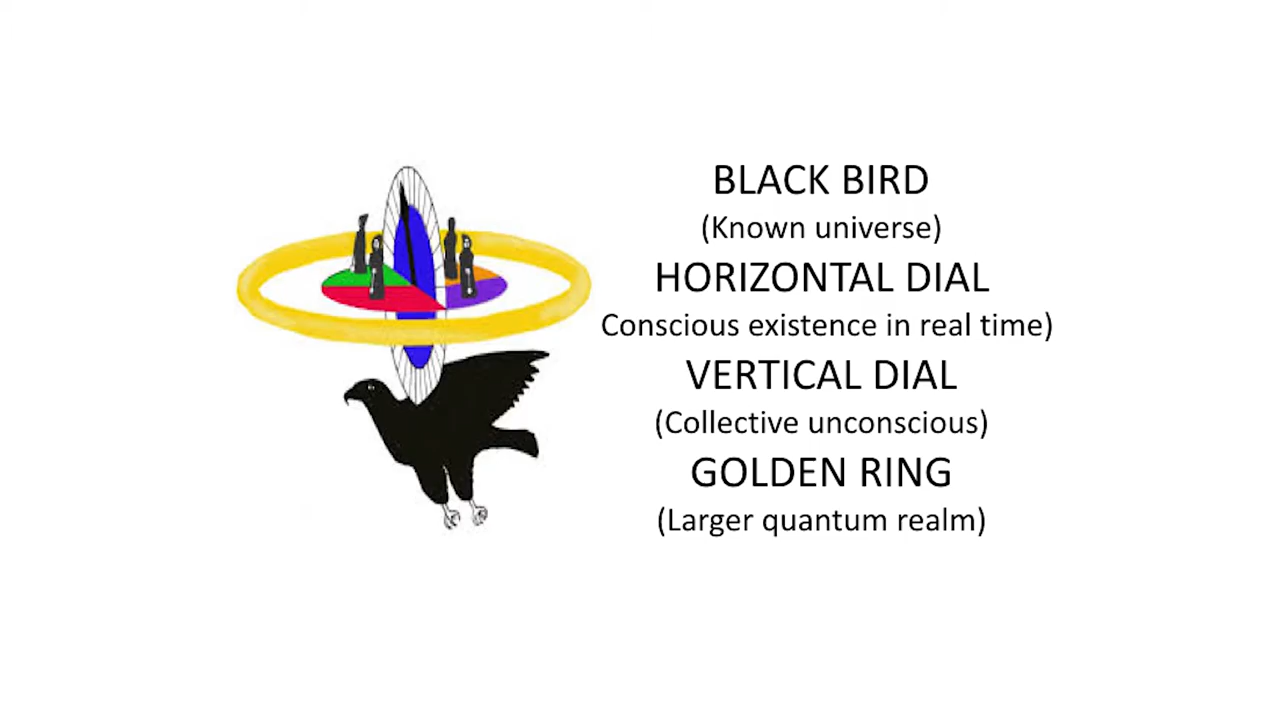 BLACK BIRD
(Known universe)
HORIZONTAL DIAL
Conscious existence in real time)
VERTICAL DIAL
(Collective unconscious)
GOLDEN RING
(Larger quantum realm)